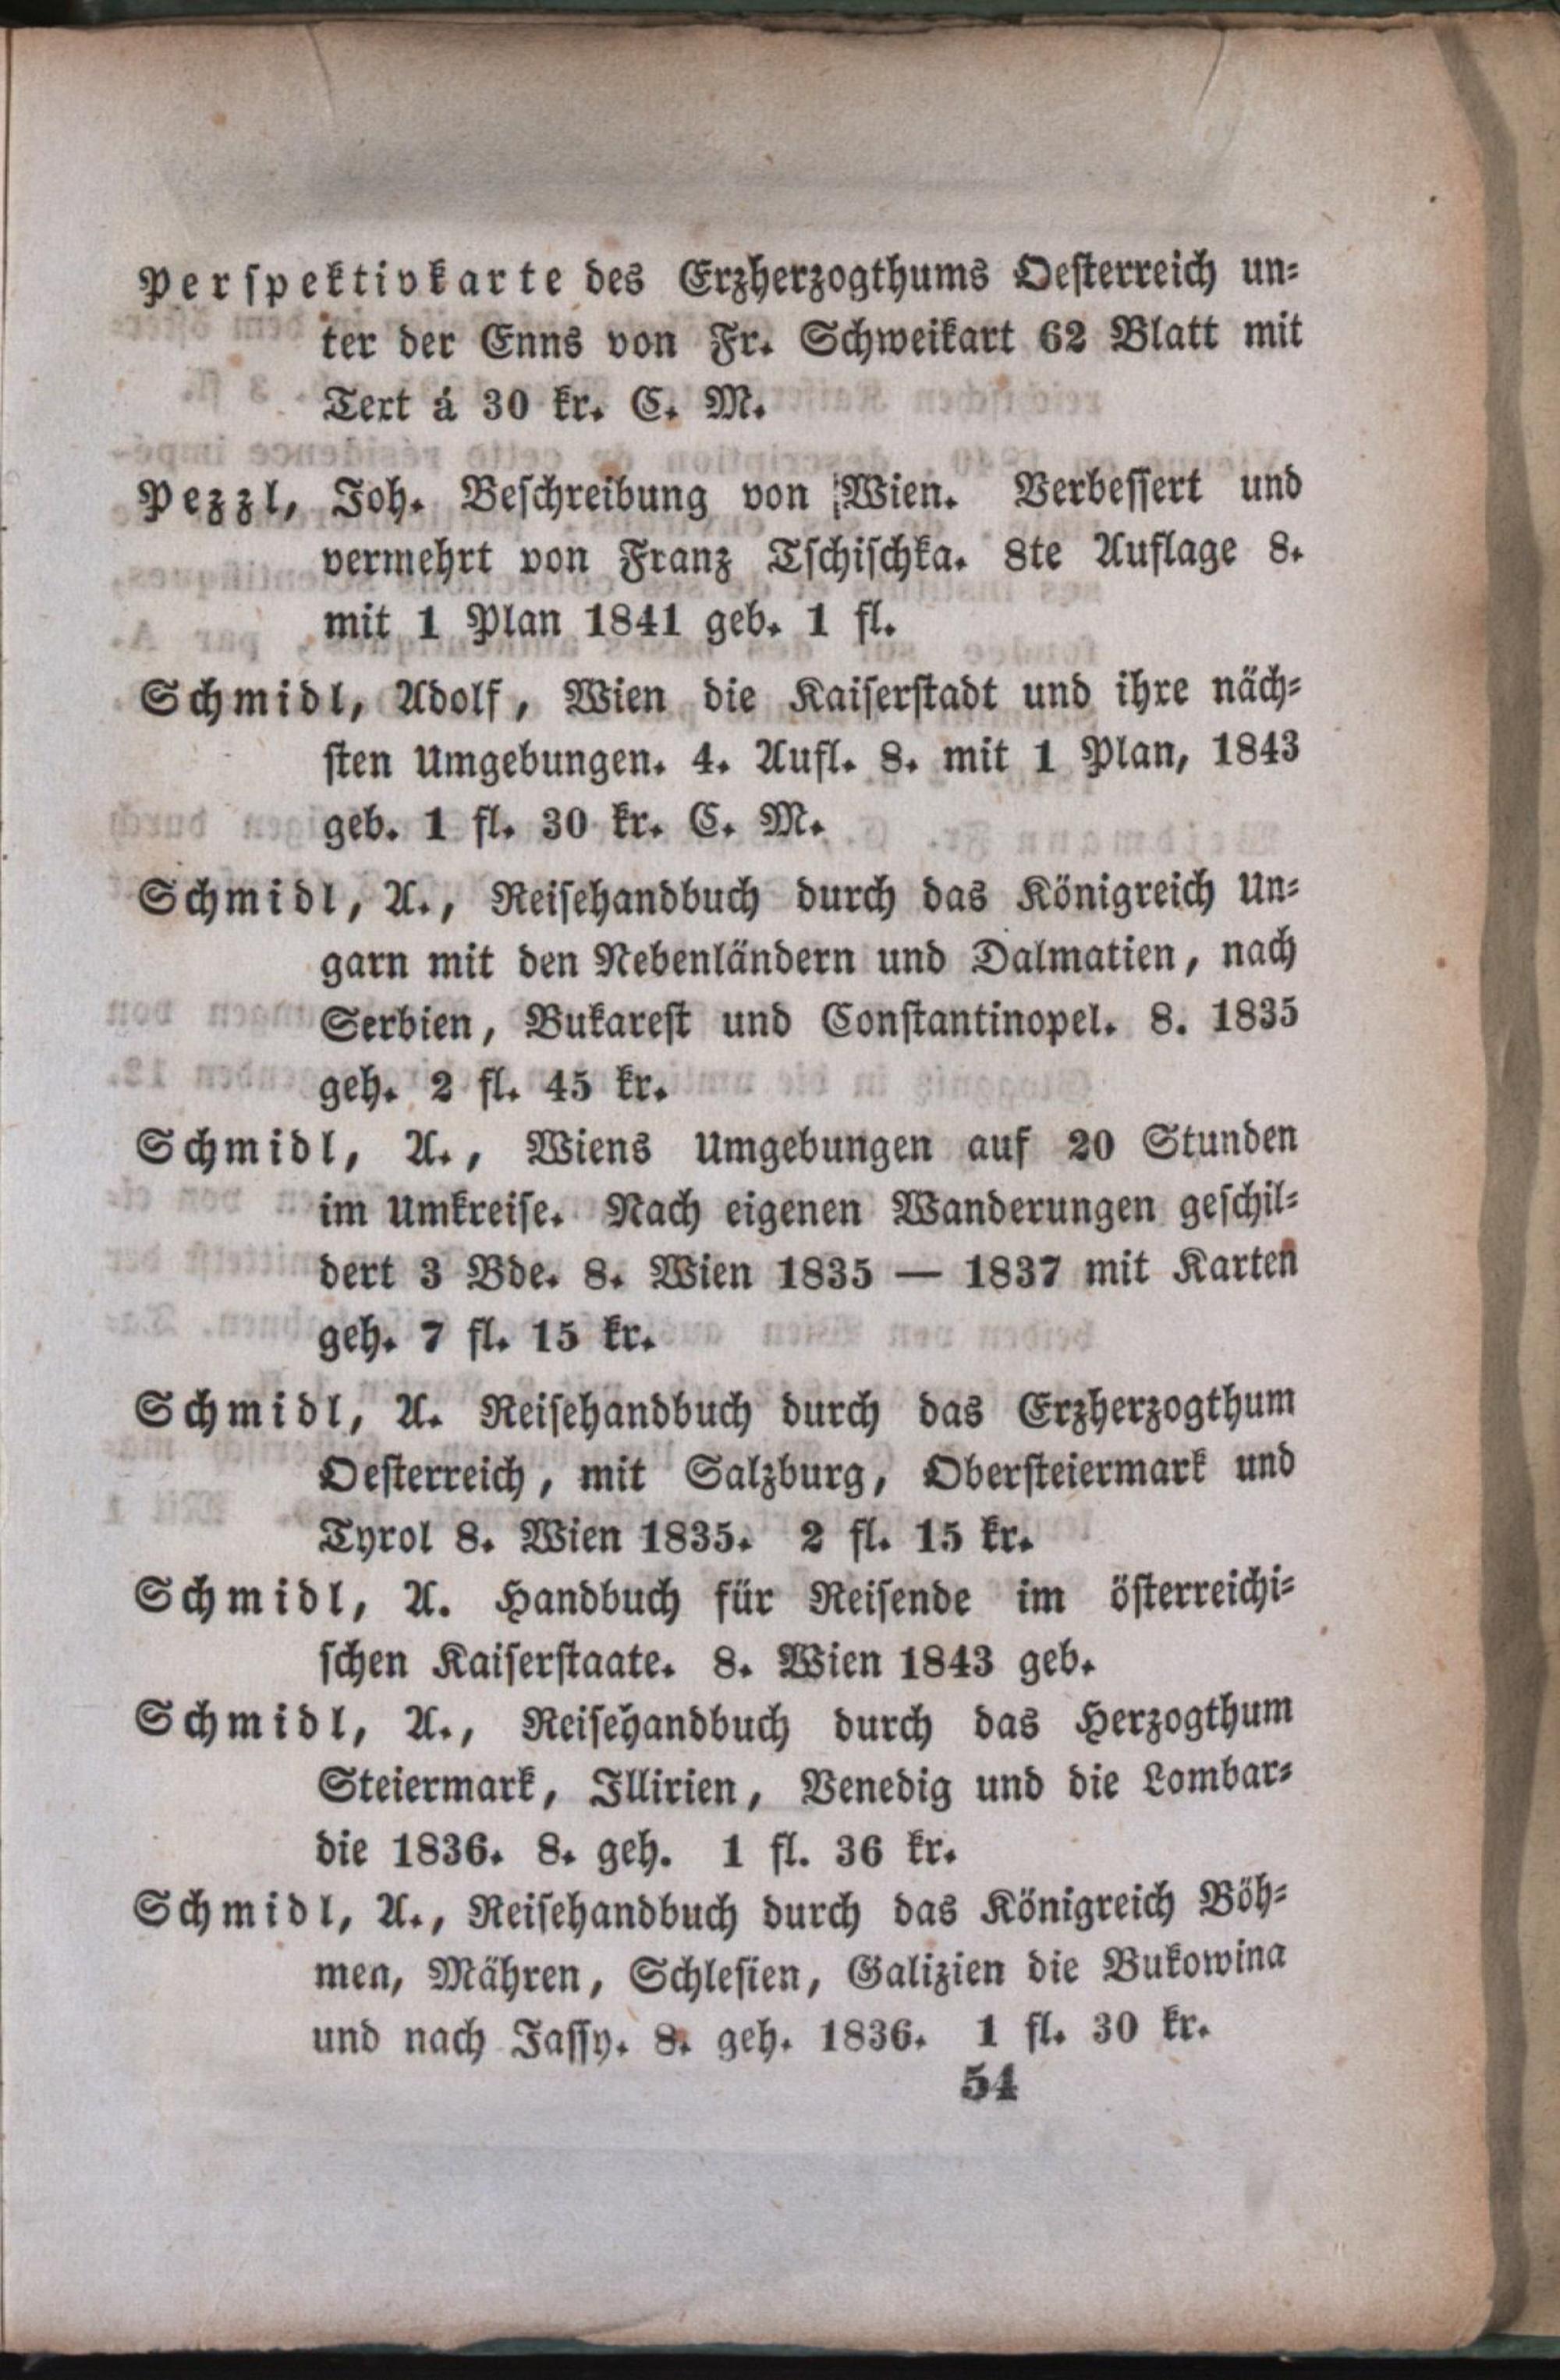 Perspektivkarte des Erzherzogthums Oesterreich un-
ter der Enns von Fr. Schweikart 62 Blatt mit
Text á 30 kr. C. M.
Pezzl, Joh. Beschreibung von Wien. Verbessert und
vermehrt von Franz Tschischka. 8te Auflage 8.
mit 1 Plan 1841 geb. 1 fl.
Schmidl, Adolf, Wien die Kaiserstadt und ihre näch-
sten Umgebungen. 4. Aufl. 8. mit 1 Plan, 1843
geb. 1 fl. 30 kr. C. M.
Schmidl, A., Reisehandbuch durch das Königreich Un-
garn mit den Nebenländern und Dalmatien, nach
Serbien, Bukarest und Constantinopel. 8. 1835
geh. 2 fl. 45 kr.
Schmidl, A., Wiens Umgebungen auf 20 Stunden
im Umkreise. Nach eigenen Wanderungen geschil-
dert 3 Bde. 8. Wien 1835 — 1837 mit Karten
geh. 7 fl. 15 kr.
Schmidl, A. Reisehandbuch durch das Erzherzogthum
Oesterreich, mit Salzburg, Obersteiermark und
Tyrol 8. Wien 1835. 2 fl. 15 kr.
Schmidl, A. Handbuch für Reisende im österreichi-
schen Kaiserstaate. 8. Wien 1843 geb.
Schmidl, A., Reisehandbuch durch das Herzogthum
Steiermark, Illirien, Venedig und die Lombar-
die 1836. 8. geh. 1 fl. 36 kr.
Schmidl, A., Reisehandbuch durch das Königreich Böh-
men, Mähren, Schlesien, Galizien die Bukowina
und nach Jassy. 8. geh. 1836. 1 fl. 30 kr.
54